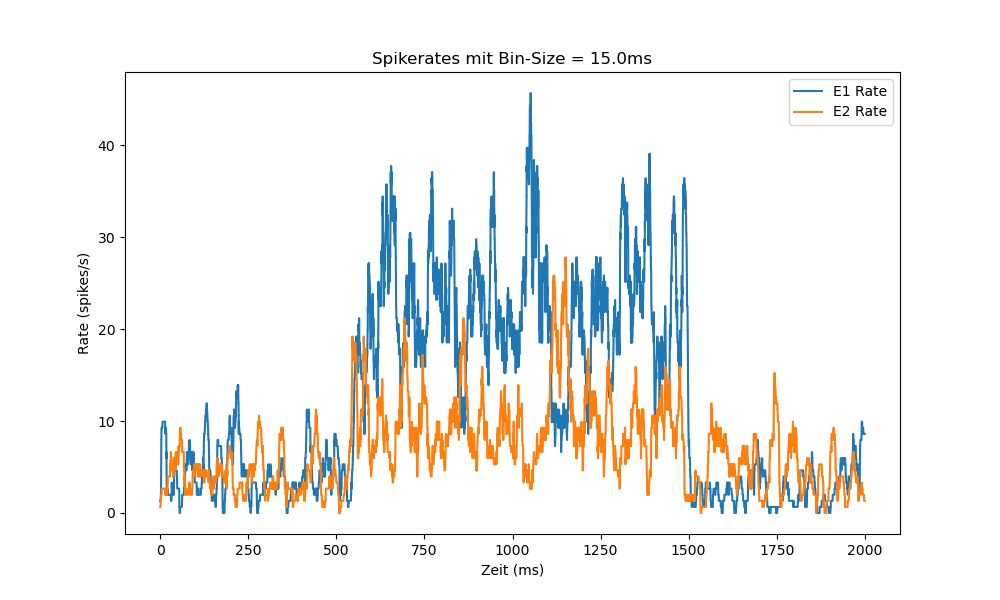 Spikerates mit Bin-Size = 15.0ms
E1 Rate
E2 Rate
40
30
20
10
0
Rate (spikes/s)
0 250 500 750 1000 1250 1500 1750 2000
Zeit (ms)